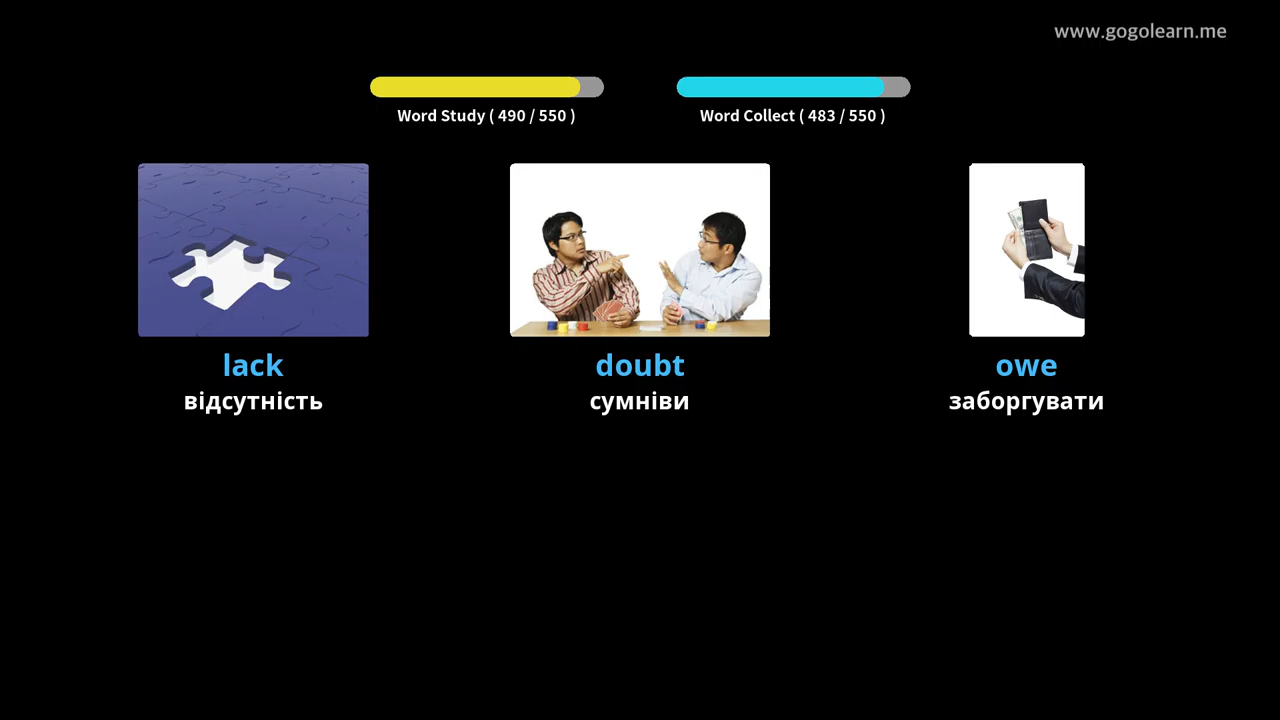 www.gogolearn.me
Word Study ( 490 / 550 )
Word Collect ( 483 / 550 )
lack
doubt
owe
відсутність
сумніви
заборгувати